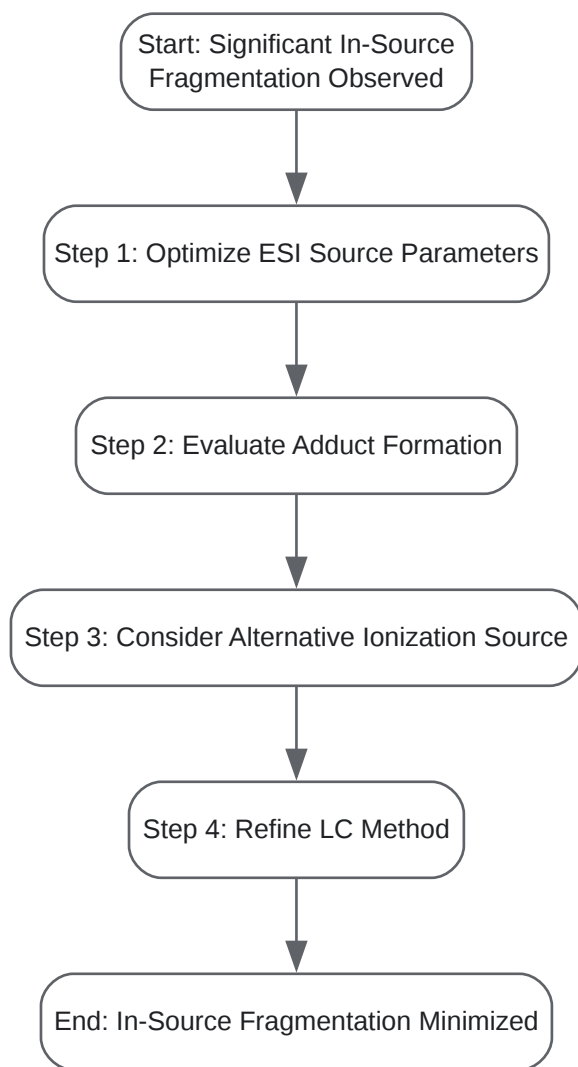 Start: Significant In-Source
Fragmentation Observed
Step 1: Optimize ESI Source Parameters
Step 2: Evaluate Adduct Formation
Step 3: Consider Alternative Ionization Source
Step 4: Refine LC Method
End: In-Source Fragmentation Minimized